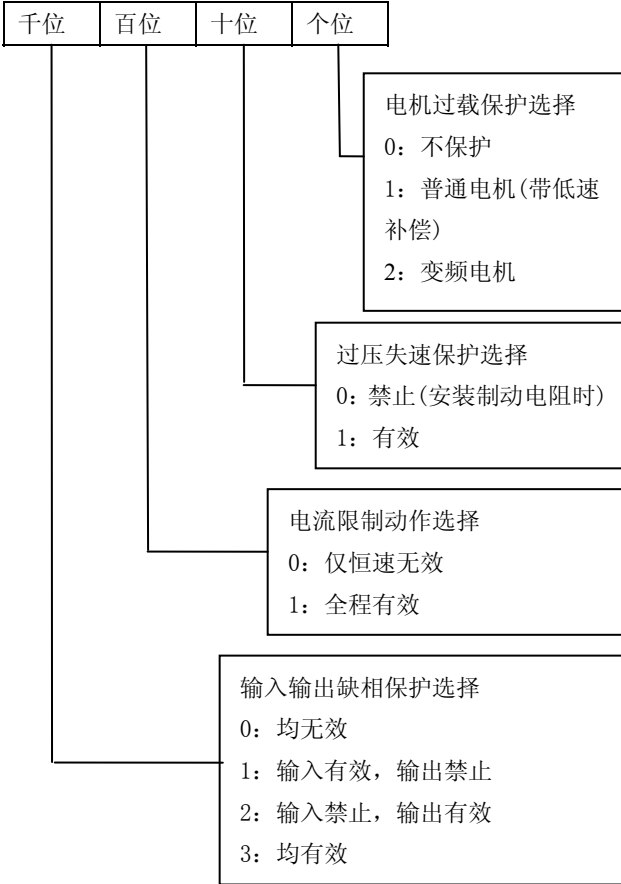 千位 百位 十位 个位
电机过载保护选择
0：不保护
1：普通电机(带低速
补偿)
2：变频电机
过压失速保护选择
0：禁止(安装制动电阻时)
1：有效
电流限制动作选择
0：仅恒速无效
1：全程有效
输入输出缺相保护选择
0：均无效
1：输入有效，输出禁止
2：输入禁止，输出有效
3：均有效